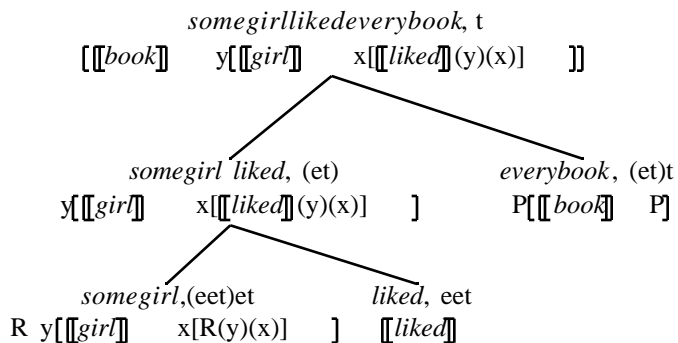 somegirllikedeverybook, t
[⟦book⟧ y[⟦girl⟧ x[⟦liked⟧(y)(x)] ]]
somegirl liked, (et) everybook, (et)t
y[⟦girl⟧ x[⟦liked⟧(y)(x)] ] P[⟦book⟧ P]
somegirl,(eet)et liked, eet
R y[⟦girl⟧ x[R(y)(x)] ] ⟦liked⟧